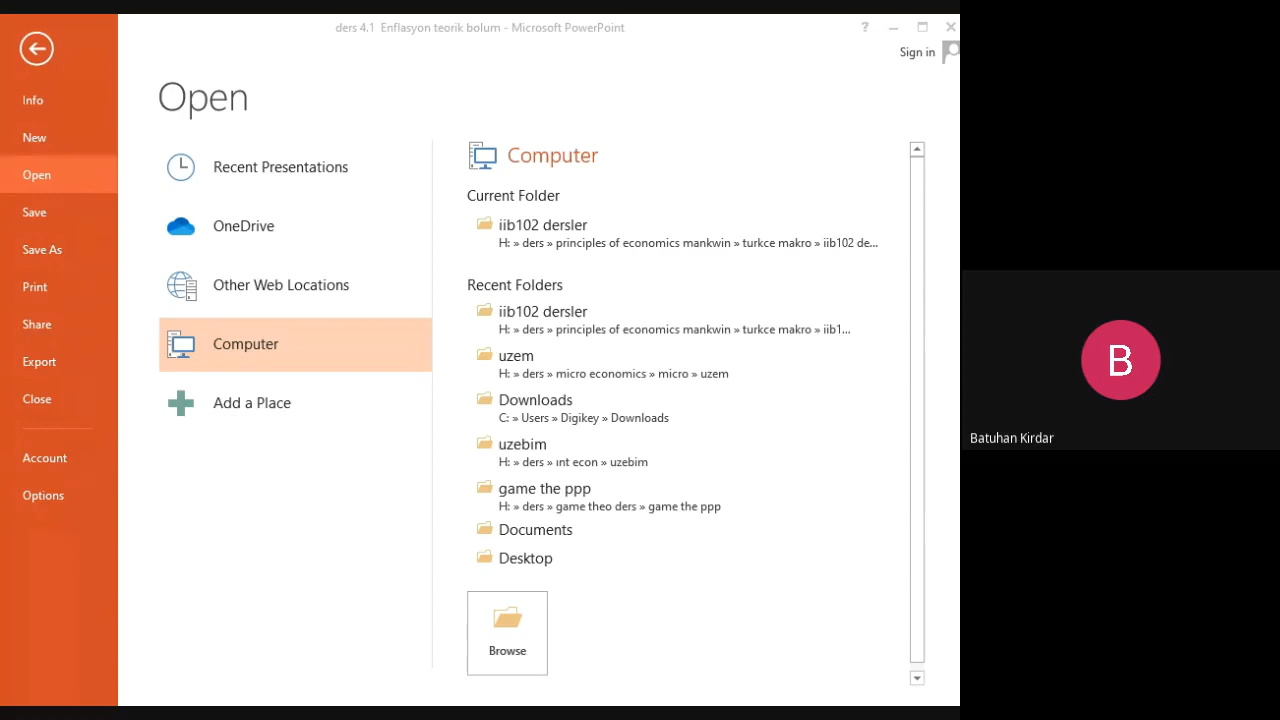 ders 4.1 Enflasyon teorik bolum - Microsoft PowerPoint
?
Sign in
Info
New
Open
Save
Save As
Print
Share
Export
Close
Account
Options
Open
Recent Presentations
OneDrive
Other Web Locations
Computer
Add a Place
Computer
Current Folder
iib102 dersler
H: » ders » principles of economics mankwin » turkce makro » iib102 de...
Recent Folders
iib102 dersler
H: » ders » principles of economics mankwin » turkce makro » iib1...
uzem
H: » ders » micro economics » micro » uzem
Downloads
C: » Users » Digikey » Downloads
uzebim
H: » ders » ınt econ » uzebim
game the ppp
H: » ders » game theo ders » game the ppp
Documents
Desktop
Browse
B
Batuhan Kirdar